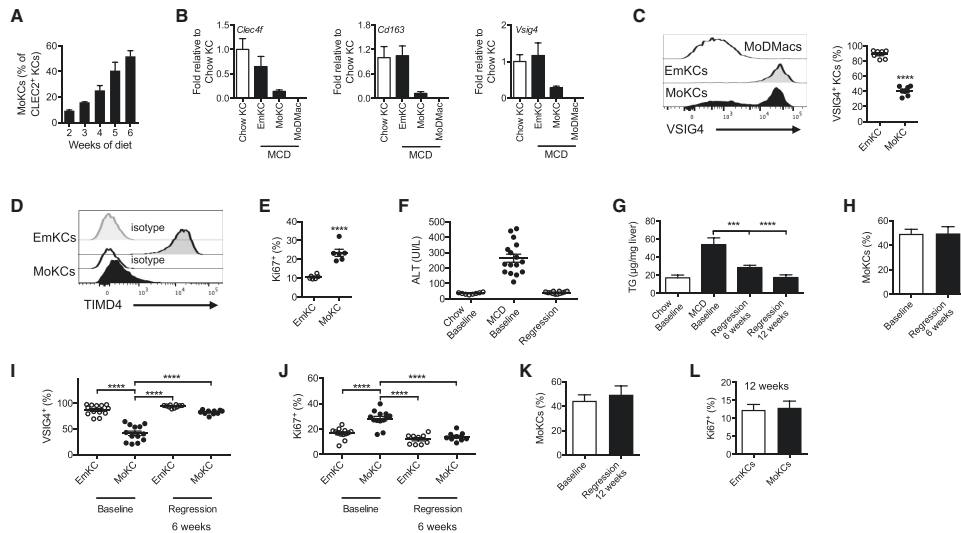 A
MoKCs (% of
CLEC2⁺ KCs)
60
40
20
0
2 3 4 5 6
Weeks of diet
B
Clec4f
Fold relative to
Chow KC
1.5
1.0
0.5
0.0
Chow KC
EmKC
MoKC
MoDMac
MCD
Cd163
Fold relative to
Chow KC
1.8
1.2
0.6
0.0
Chow KC
EmKC
MoKC
MoDMac
MCD
Vsig4
Fold relative to
Chow KC
2
1
0
Chow KC
EmKC
MoKC
MoDMac
MCD
C
MoDMacs
EmKCs
MoKCs
0 10³ 10⁴ 10⁵
VSIG4
VSIG4⁺ KCs (%)
100
80
60
40
20
0
****
EmKC
MoKC
D
EmKCs
isotype
MoKCs
isotype
0 10³ 10⁴ 10⁵
TIMD4
E
Ki67⁺ (%)
40
30
20
10
0
****
EmKC
MoKC
F
ALT (UI/L)
500
400
300
200
100
0
Chow
Baseline
MCD
Baseline
Regression
G
TG (µg/mg liver)
80
60
40
20
0
*** ****
Chow
Baseline
MCD
Baseline
Regression
6 weeks
Regression
12 weeks
H
MoKCs (%)
60
40
20
0
Baseline
Regression
6 weeks
I
VSIG4⁺ (%)
100
50
0
****
**** ****
EmKC
MoKC
EmKC
MoKC
Baseline
Regression
6 weeks
J
Ki67⁺ (%)
60
40
20
0
****
**** ****
EmKC
MoKC
EmKC
MoKC
Baseline
Regression
6 weeks
K
MoKCs (%)
60
40
20
0
Baseline
Regression
12 weeks
L
12 weeks
Ki67⁺ (%)
20
15
10
5
0
EmKCs
MoKCs